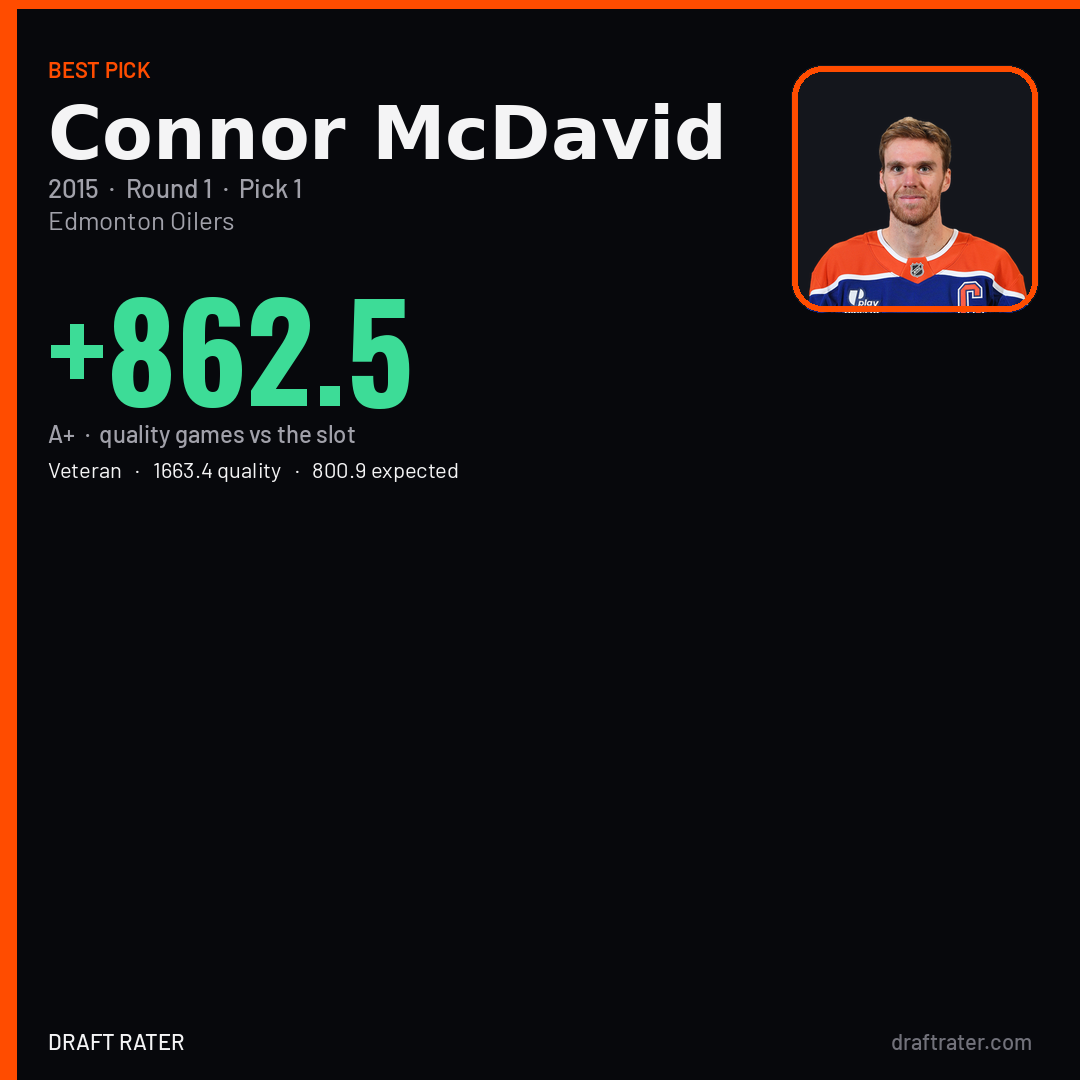 BEST PICK
Connor McDavid
2015 · Round 1 · Pick 1
Edmonton Oilers
+862.5
A+ · quality games vs the slot
Veteran · 1663.4 quality · 800.9 expected
play
C
DRAFT RATER
draftrater.com